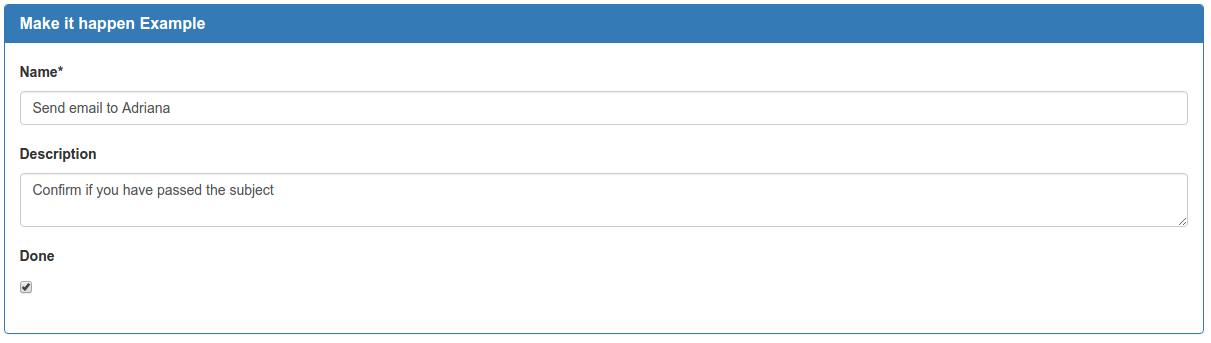 Make it happen Example
Name*
Send email to Adriana
Description
Confirm if you have passed the subject
Done